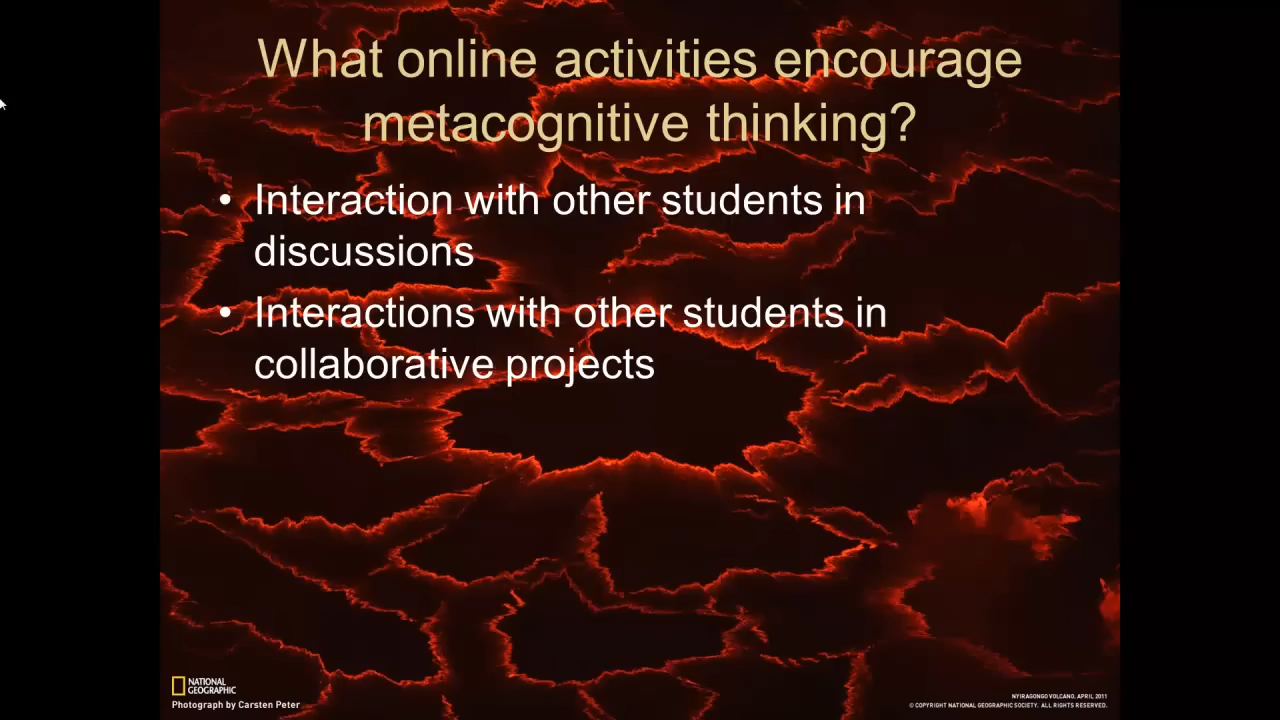 What online activities encourage
metacognitive thinking?
• Interaction with other students in
discussions
• Interactions with other students in
collaborative projects
NATIONAL
GEOGRAPHIC
Photograph by Carsten Peter
NYIRAGONGO VOLCANO, APRIL 2011
© COPYRIGHT NATIONAL GEOGRAPHIC SOCIETY. ALL RIGHTS RESERVED.